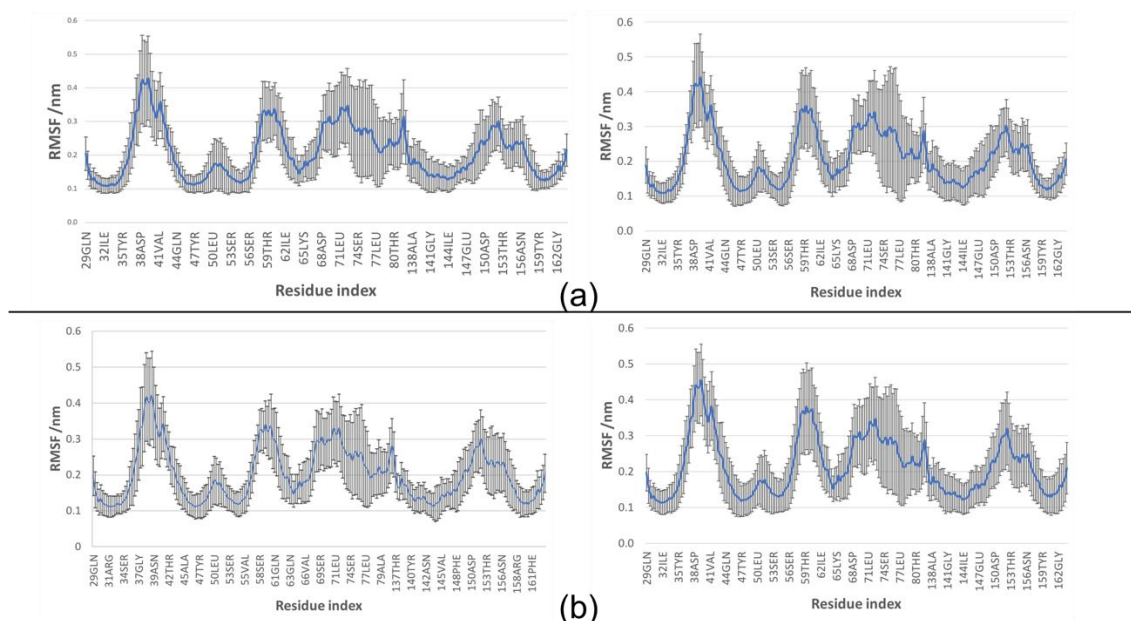 0.6
0.5
0.4
0.3
0.2
0.1
0.0
RMSF /nm
29GLN
32ILE
35TYR
38ASP
41VAL
44GLN
47TYR
50LEU
53SER
56SER
59THR
62ILE
65LYS
68ASP
71LEU
74SER
77LEU
80THR
138ALA
141GLY
144ILE
147GLU
150ASP
153THR
156ASN
159TYR
162GLY
Residue index
0.6
0.5
0.4
0.3
0.2
0.1
0.0
RMSF /nm
29GLN
32ILE
35TYR
38ASP
41VAL
44GLN
47TYR
50LEU
53SER
56SER
59THR
62ILE
65LYS
68ASP
71LEU
74SER
77LEU
80THR
138ALA
141GLY
144ILE
147GLU
150ASP
153THR
156ASN
159TYR
162GLY
Residue index
(a)
0.6
0.5
0.4
0.3
0.2
0.1
0
RMSF /nm
29GLN
31ARG
34SER
37GLY
39ASN
42THR
45ALA
47TYR
50LEU
53SER
55VAL
58SER
61GLN
63GLN
66VAL
69SER
71LEU
74SER
77LEU
79ALA
137THR
140TYR
142ASN
145VAL
148PHE
150ASP
153THR
156ASN
158ARG
161PHE
Residue index
0.6
0.5
0.4
0.3
0.2
0.1
0.0
RMSF /nm
29GLN
32ILE
35TYR
38ASP
41VAL
44GLN
47TYR
50LEU
53SER
56SER
59THR
62ILE
65LYS
68ASP
71LEU
74SER
77LEU
80THR
138ALA
141GLY
144ILE
147GLU
150ASP
153THR
156ASN
159TYR
162GLY
Residue index
(b)